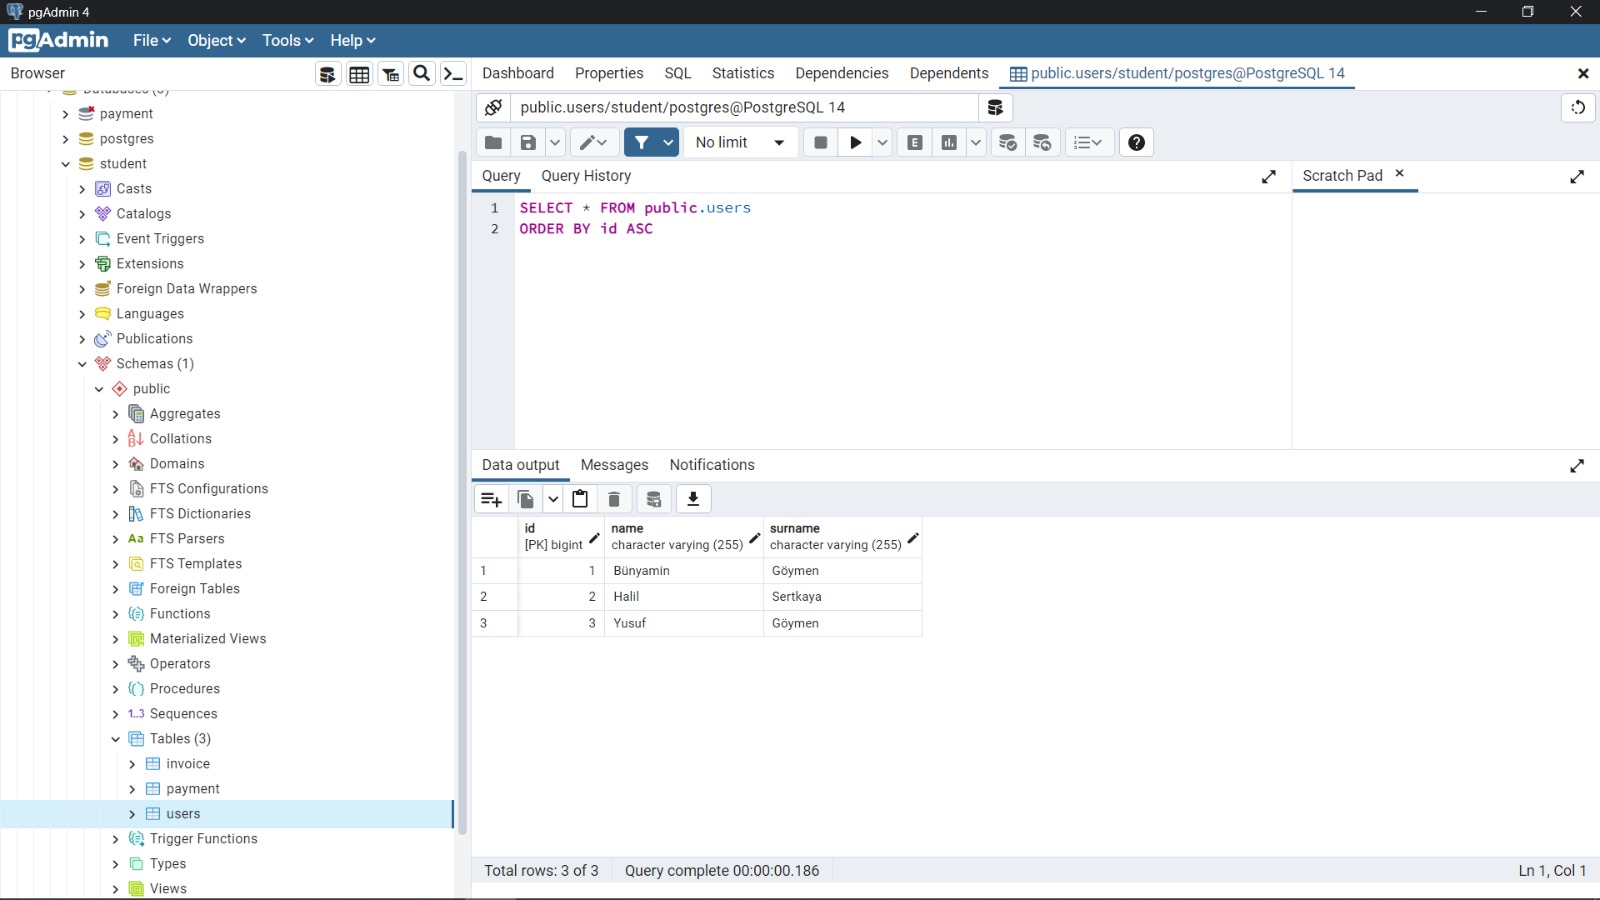 pgAdmin 4
pgAdmin File Object Tools Help
Browser
Dashboard Properties SQL Statistics Dependencies Dependents public.users/student/postgres@PostgreSQL 14
Databases (3)
payment
postgres
student
Casts
Catalogs
Event Triggers
Extensions
Foreign Data Wrappers
Languages
Publications
Schemas (1)
public
Aggregates
Collations
Domains
FTS Configurations
FTS Dictionaries
Aa FTS Parsers
FTS Templates
Foreign Tables
Functions
Materialized Views
Operators
Procedures
1..3 Sequences
Tables (3)
invoice
payment
users
Trigger Functions
Types
Views
public.users/student/postgres@PostgreSQL 14
No limit E
Query Query History
Scratch Pad
1 SELECT * FROM public.users
2 ORDER BY id ASC
Data output Messages Notifications
id name surname
[PK] bigint character varying (255) character varying (255)
1 1 Bünyamin Göymen
2 2 Halil Sertkaya
3 3 Yusuf Göymen
Total rows: 3 of 3 Query complete 00:00:00.186 Ln 1, Col 1